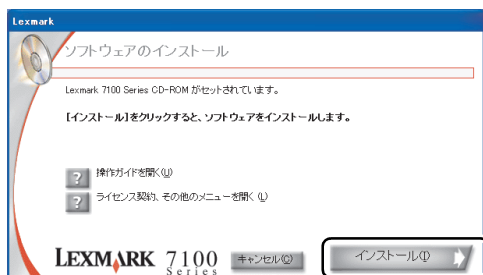 Lexmark
ソフトウェアのインストール
Lexmark 7100 Series CD-ROM がセットされています。
[インストール]をクリックすると、ソフトウェアをインストールします。
? 操作ガイドを開く(U)
? ライセンス契約、その他のメニューを開く (L)
LEXMARK 7100 Series
キャンセル(C)
インストール(I)